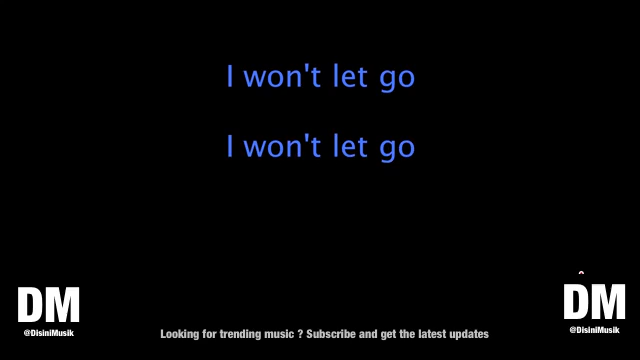 I won't let go
I won't let go
DM
@DisiniMusik
DM
@DisiniMusik
Looking for trending music ? Subscribe and get the latest updates